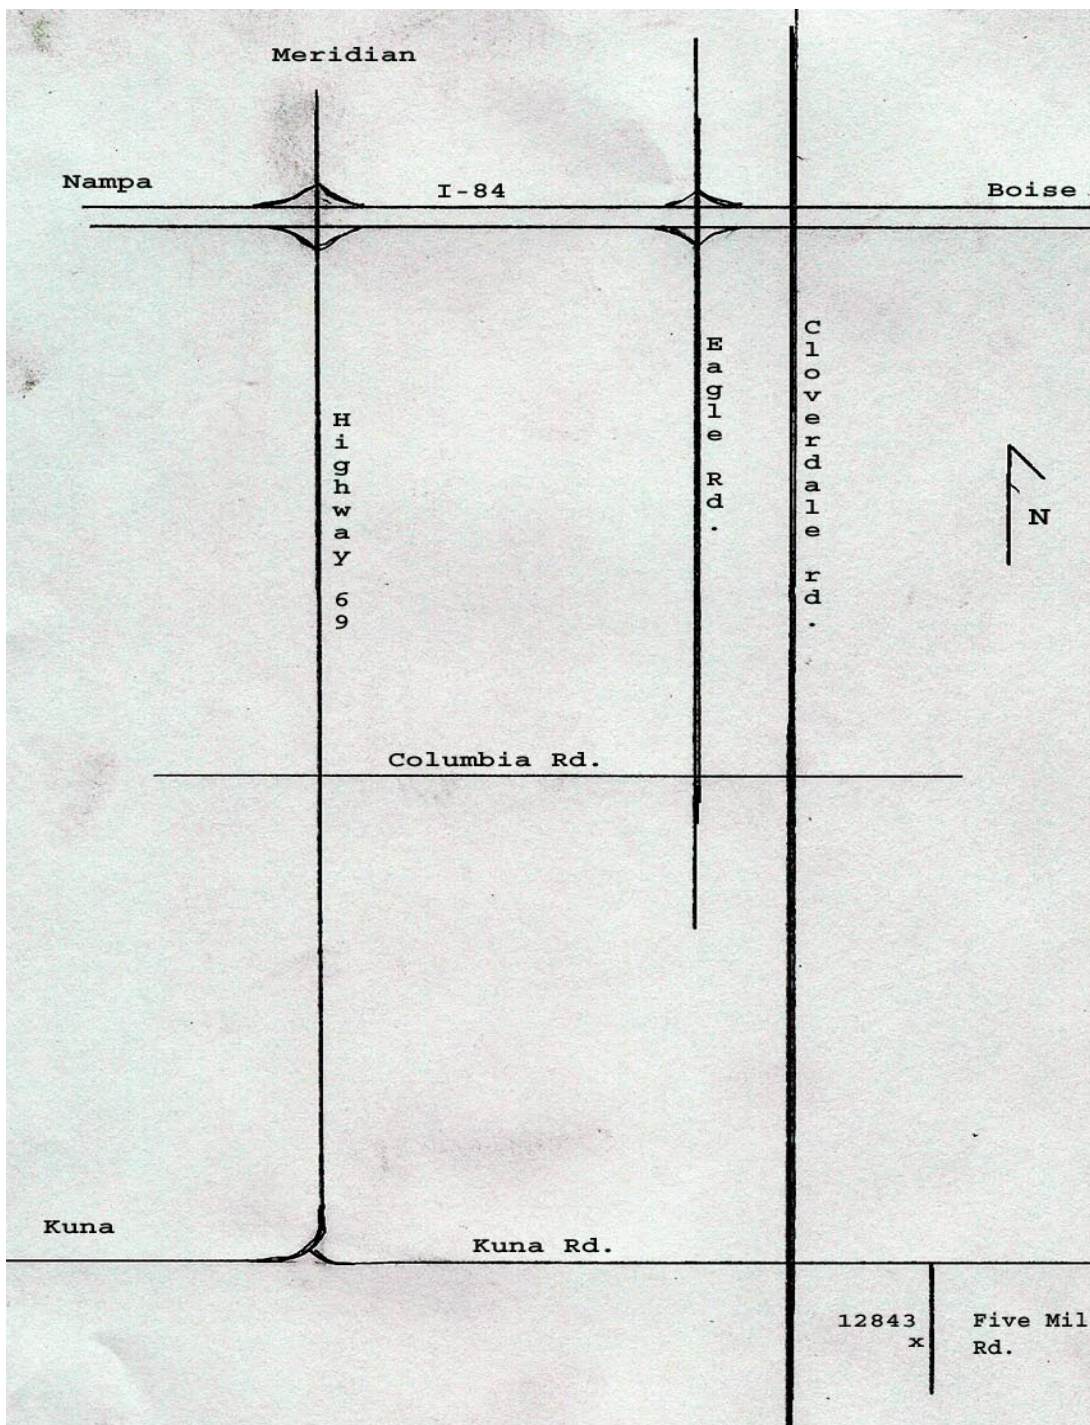 Meridian
Nampa
I-84
Boise
Eagle Rd.
Cloverdale rd.
Highway 69
N
Columbia Rd.
Kuna
Kuna Rd.
12843
x
Five Mil
Rd.